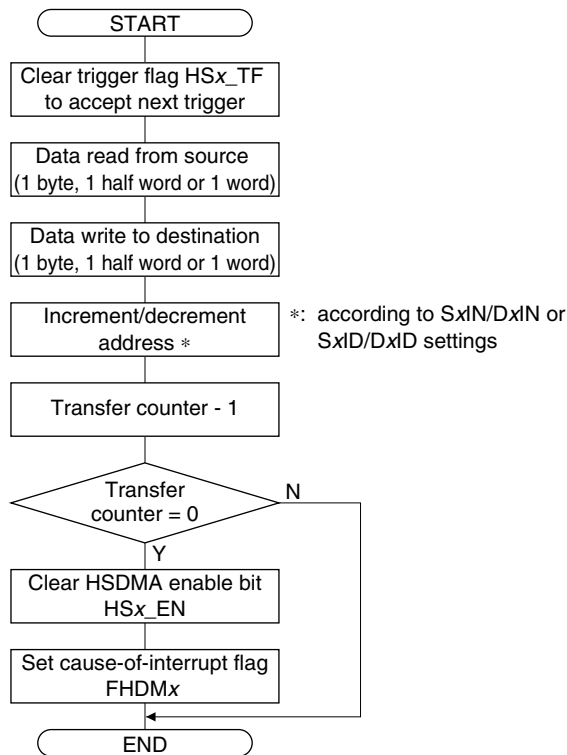 START
Clear trigger flag HSx_TF
to accept next trigger
Data read from source
(1 byte, 1 half word or 1 word)
Data write to destination
(1 byte, 1 half word or 1 word)
Increment/decrement
address *
*: according to SxIN/DxIN or
SxID/DxID settings
Transfer counter - 1
Transfer
counter = 0
N
Y
Clear HSDMA enable bit
HSx_EN
Set cause-of-interrupt flag
FHDMx
END